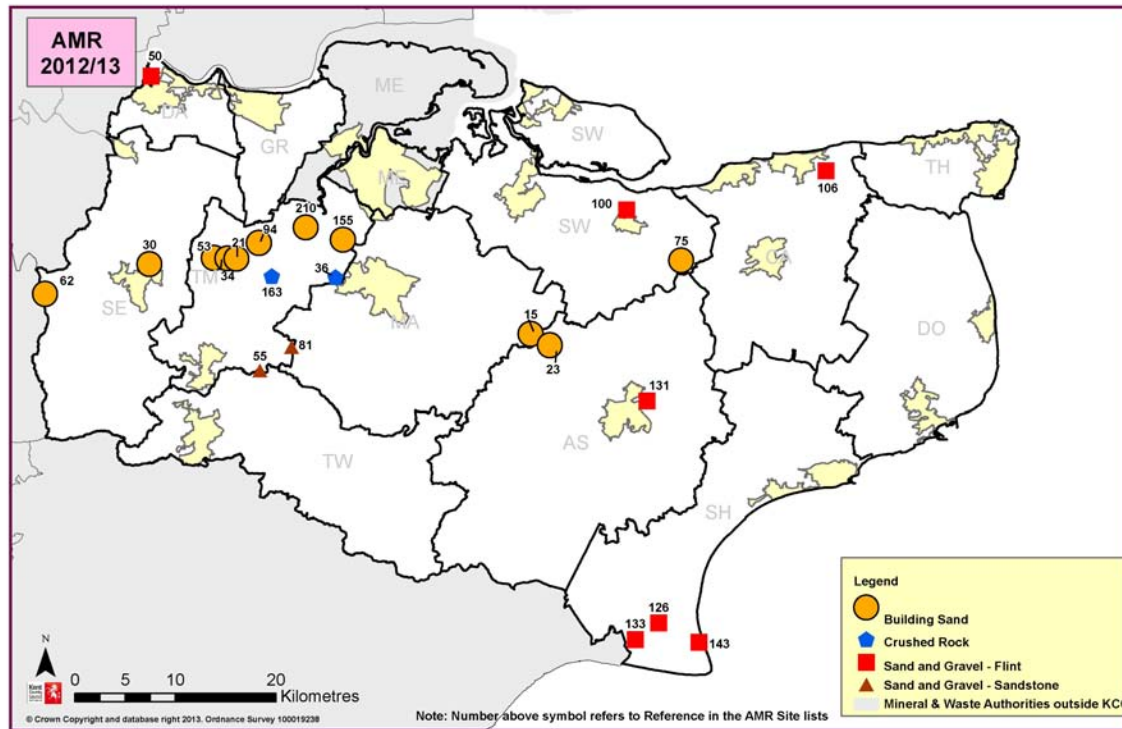 AMR
2012/13
50
ME
DA
GR
SW
TH
ME
106
210
100
94
155
SW
53
21
30
75
CA
34
TM
36
62
163
SE
15
MA
DO
81
23
55
131
AS
TW
SH
126
133
143
Legend
Building Sand
Crushed Rock
Sand and Gravel - Flint
Sand and Gravel - Sandstone
Mineral & Waste Authorities outside KCC
N
0 5 10 20
Kilometres
© Crown Copyright and database right 2013. Ordnance Survey 100019238
Note: Number above symbol refers to Reference in the AMR Site lists